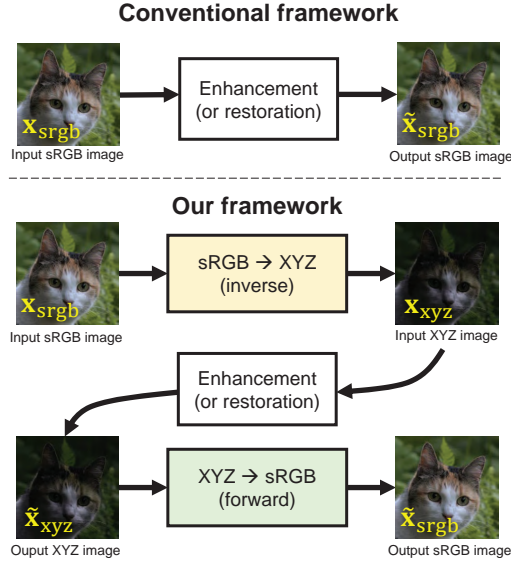 Conventional framework
Enhancement
(or restoration)
𝐱srgb
x̃srgb
Input sRGB image
Output sRGB image
Our framework
sRGB → XYZ
(inverse)
𝐱srgb
𝐱xyz
Input sRGB image
Input XYZ image
Enhancement
(or restoration)
XYZ → sRGB
(forward)
x̃xyz
x̃srgb
Ouput XYZ image
Output sRGB image